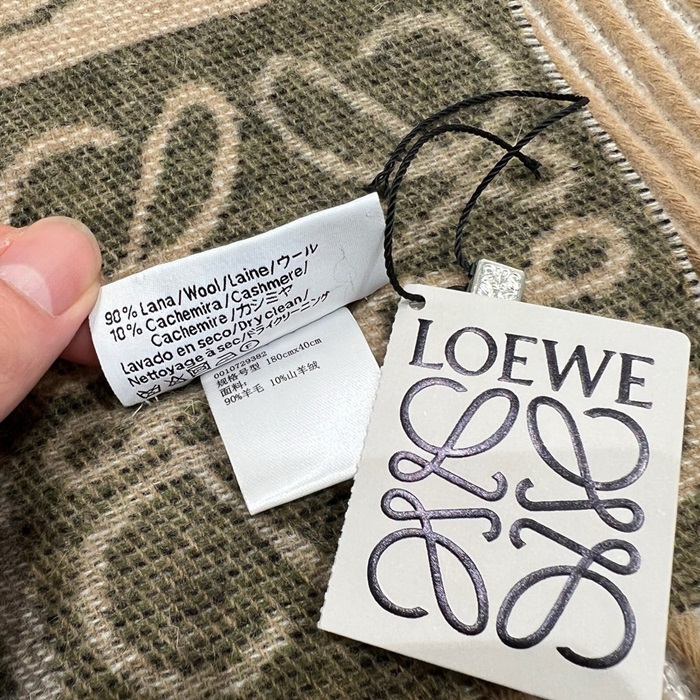 90% Lana/Wool/Laine/ウール
10% Cachemira/Cashmere/
Cachemire/カシミヤ
Lavado en seco/Dry clean/
Nettoyage à sec/ドライクリーニング
0010729382
规格号型 180cmx40cm
面料:
90%羊毛 10%山羊绒
LOEWE